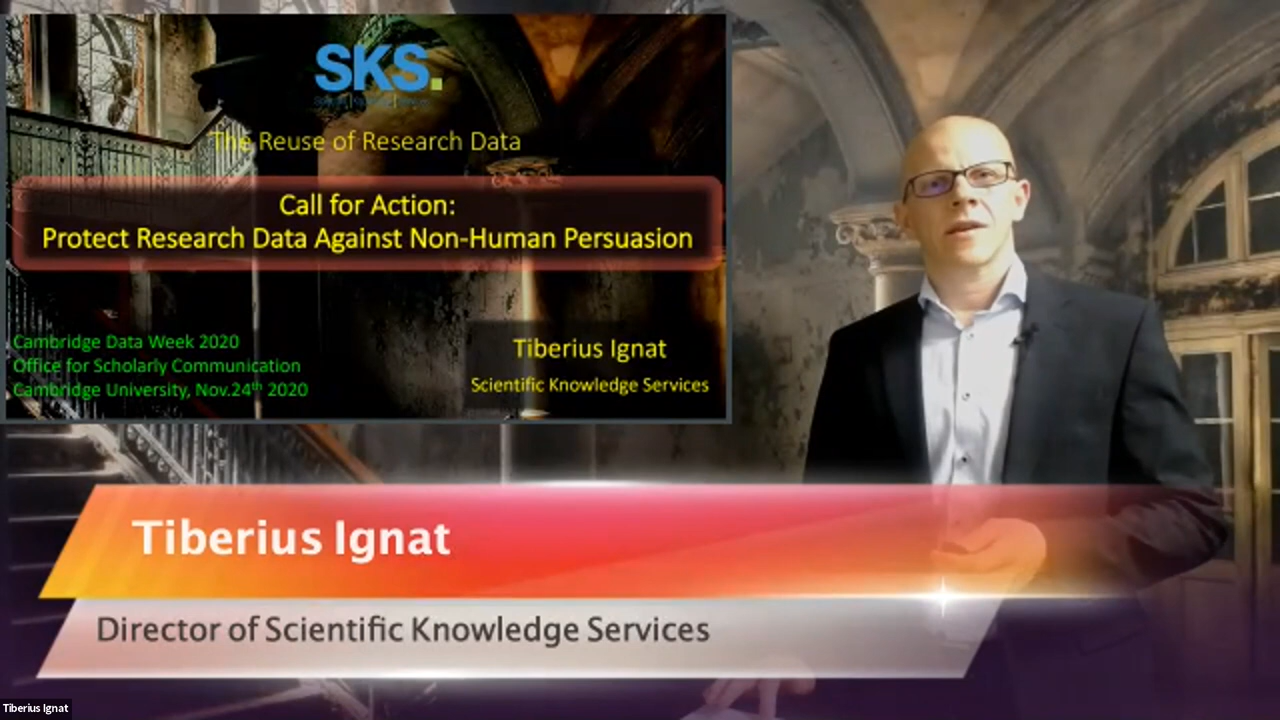 SKS.
The Reuse of Research Data
Call for Action:
Protect Research Data Against Non-Human Persuasion
Cambridge Data Week 2020
Office for Scholarly Communication
Cambridge University, Nov.24th 2020
Tiberius Ignat
Scientific Knowledge Services
Tiberius Ignat
Director of Scientific Knowledge Services
Tiberius Ignat